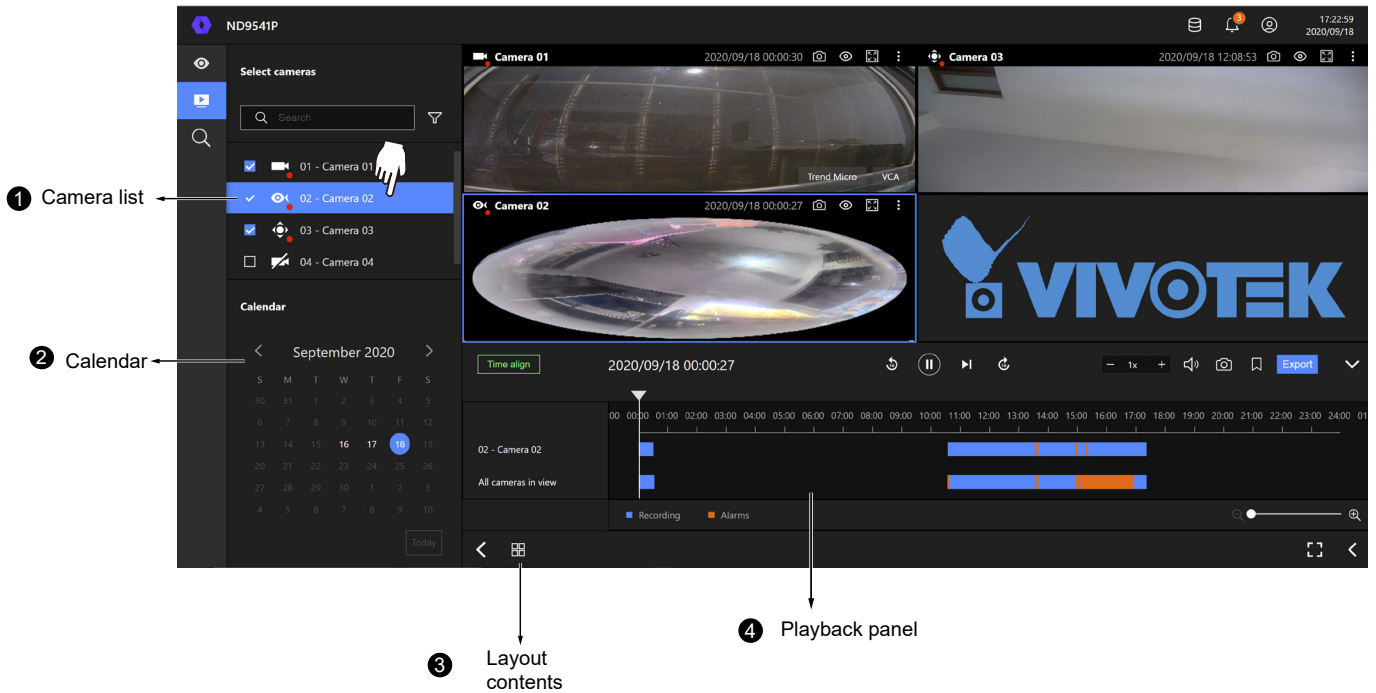 ND9541P
3
17:22:59
2020/09/18
Select cameras
Search
01 - Camera 01
02 - Camera 02
03 - Camera 03
04 - Camera 04
Calendar
September 2020
S M T W T F S
30 31 1 2 3 4 5
6 7 8 9 10 11 12
13 14 15 16 17 18 19
20 21 22 23 24 25 26
27 28 29 30 1 2 3
4 5 6 7 8 9 10
Today
Camera 01 2020/09/18 00:00:30
Trend Micro VCA
Camera 03 2020/09/18 12:08:53
Camera 02 2020/09/18 00:00:27
VIVOTEK
Time align 2020/09/18 00:00:27 - 1x + Export
00 00:00 01:00 02:00 03:00 04:00 05:00 06:00 07:00 08:00 09:00 10:00 11:00 12:00 13:00 14:00 15:00 16:00 17:00 18:00 19:00 20:00 21:00 22:00 23:00 24:00 01
02 - Camera 02
All cameras in view
Recording Alarms
1 Camera list
2 Calendar
3 Layout
contents
4 Playback panel